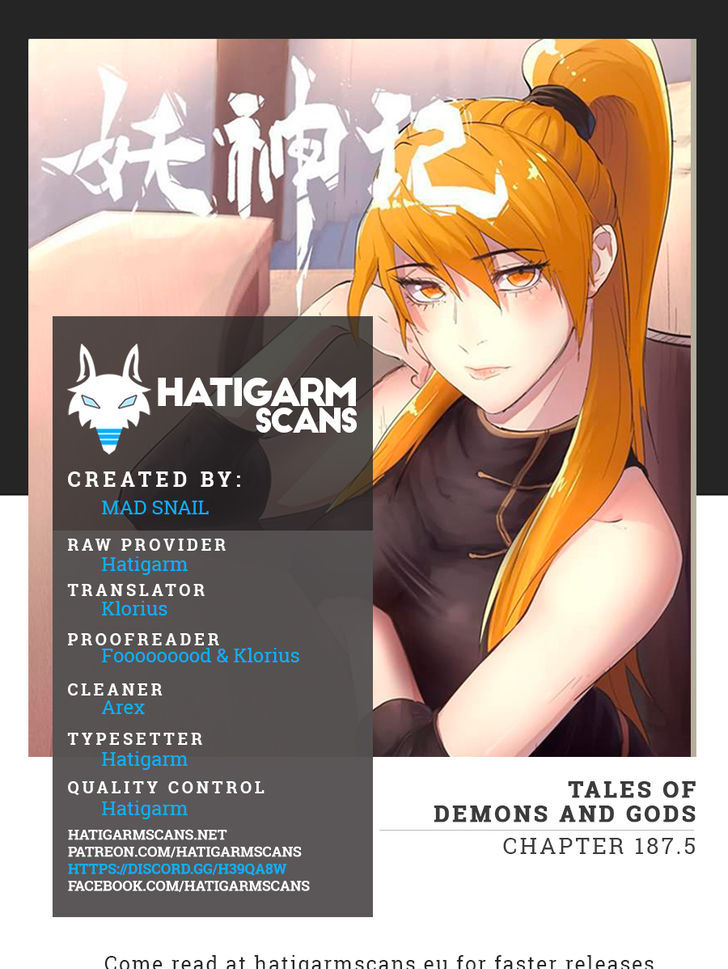 妖神记
HATIGARM
SCANS
CREATED BY:
MAD SNAIL
RAW PROVIDER
Hatigarm
TRANSLATOR
Klorius
PROOFREADER
Fooooooood & Klorius
CLEANER
Arex
TYPESETTER
Hatigarm
QUALITY CONTROL
Hatigarm
HATIGARMSCANS.NET
PATREON.COM/HATIGARMSCANS
HTTPS://DISCORD.GG/H39QA8W
FACEBOOK.COM/HATIGARMSCANS
TALES OF
DEMONS AND GODS
CHAPTER 187.5
Come read at hatigarmscans.eu for faster releases